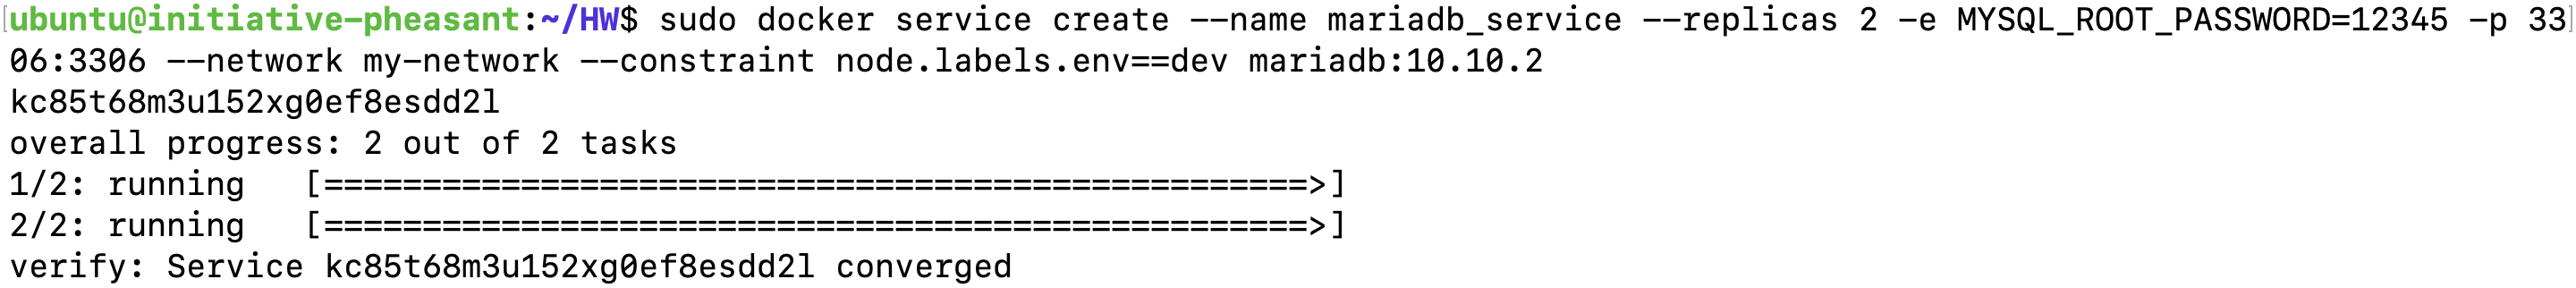 [ubuntu@initiative-pheasant:~/HW$ sudo docker service create --name mariadb_service --replicas 2 -e MYSQL_ROOT_PASSWORD=12345 -p 33]
06:3306 --network my-network --constraint node.labels.env==dev mariadb:10.10.2
kc85t68m3u152xg0ef8esdd2l
overall progress: 2 out of 2 tasks
1/2: running   [==================================================>]
2/2: running   [==================================================>]
verify: Service kc85t68m3u152xg0ef8esdd2l converged